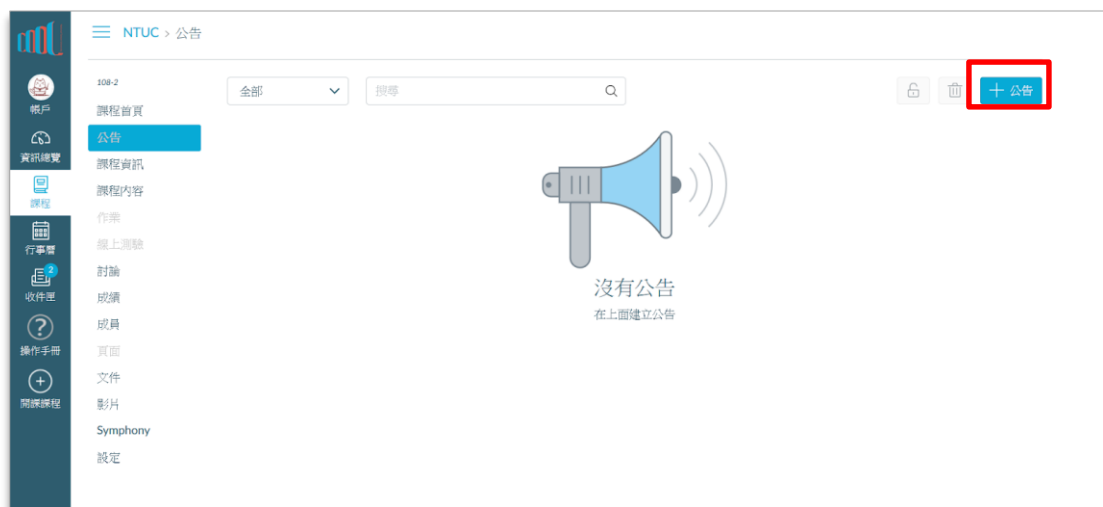 NTUC > 公告
帳戶
資訊總覽
課程
行事曆
2
收件匣
操作手冊
開課課程
108-2
課程首頁
公告
課程資訊
課程內容
作業
線上測驗
討論
成績
成員
頁面
文件
影片
Symphony
設定
全部
搜尋
+ 公告
沒有公告
在上面建立公告